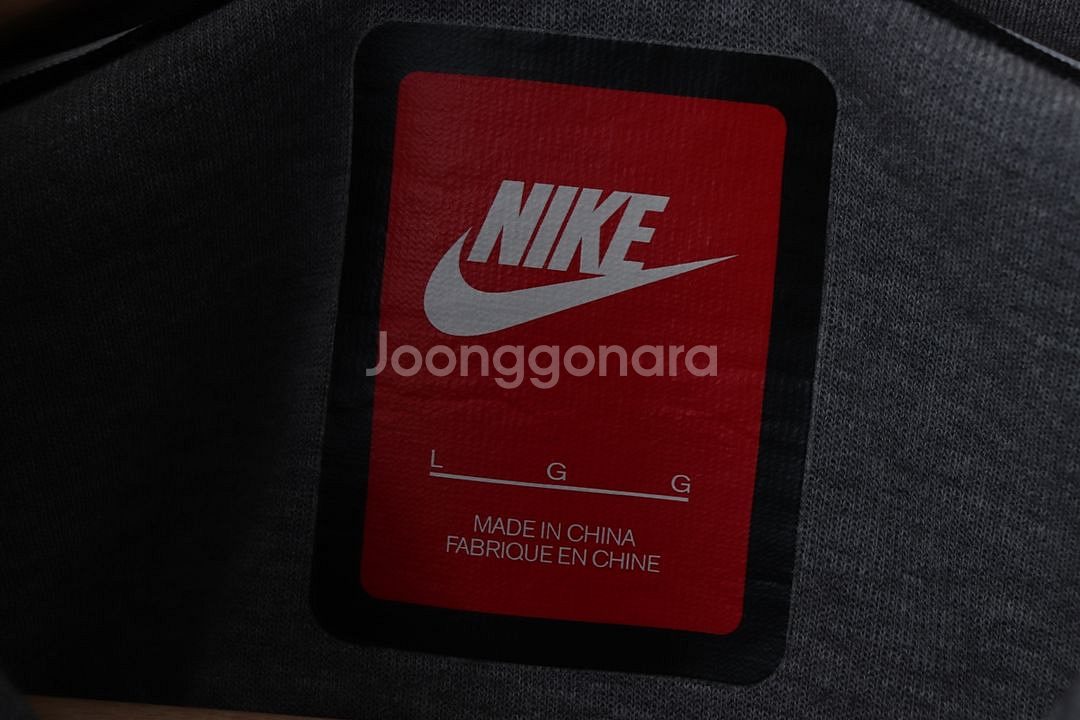 NIKE
Joonggonara
L G G
MADE IN CHINA
FABRIQUE EN CHINE